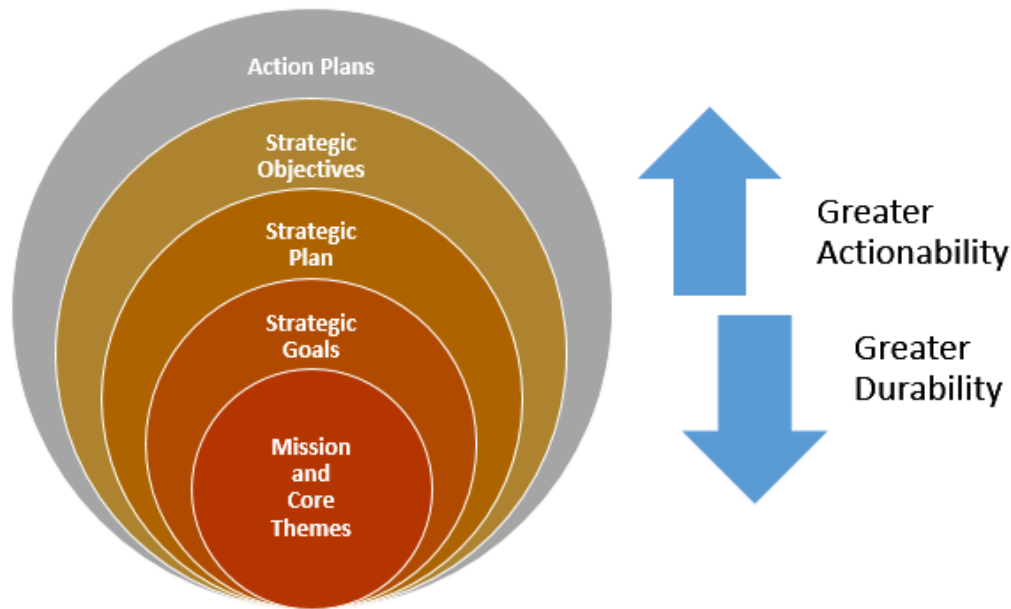 Action Plans
Strategic
Objectives
Strategic
Plan
Strategic
Goals
Mission
and
Core
Themes
Greater
Actionability
Greater
Durability